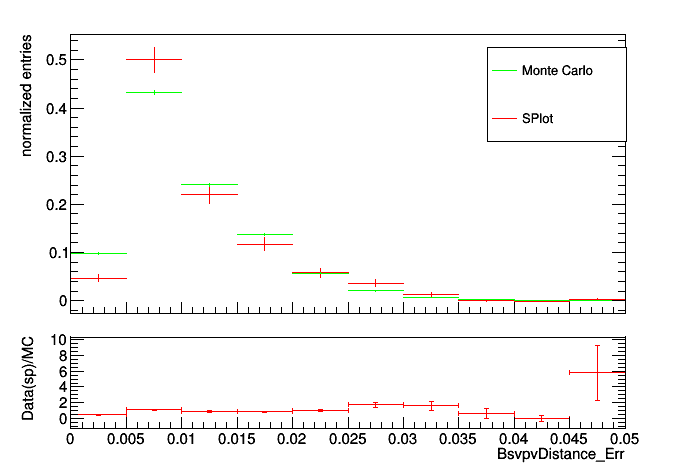 normalized entries
0.5
0.4
0.3
0.2
0.1
0
Monte Carlo
SPlot
Data(sp)/MC
10
8
6
4
2
0
0 0.005 0.01 0.015 0.02 0.025 0.03 0.035 0.04 0.045 0.05
BsvpvDistance_Err